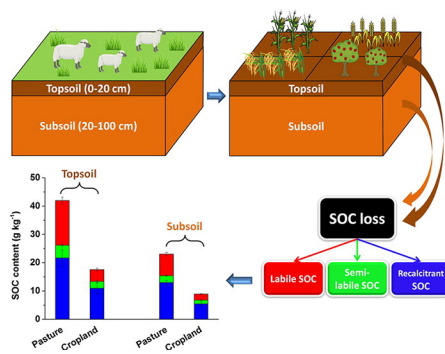 Topsoil (0-20 cm)
Subsoil (20-100 cm)
Topsoil
Subsoil
SOC loss
Labile SOC
Semi-
labile SOC
Recalcitrant
SOC
SOC content (g kg⁻¹)
50
40
30
20
10
0
Topsoil
Subsoil
Pasture
Cropland
Pasture
Cropland